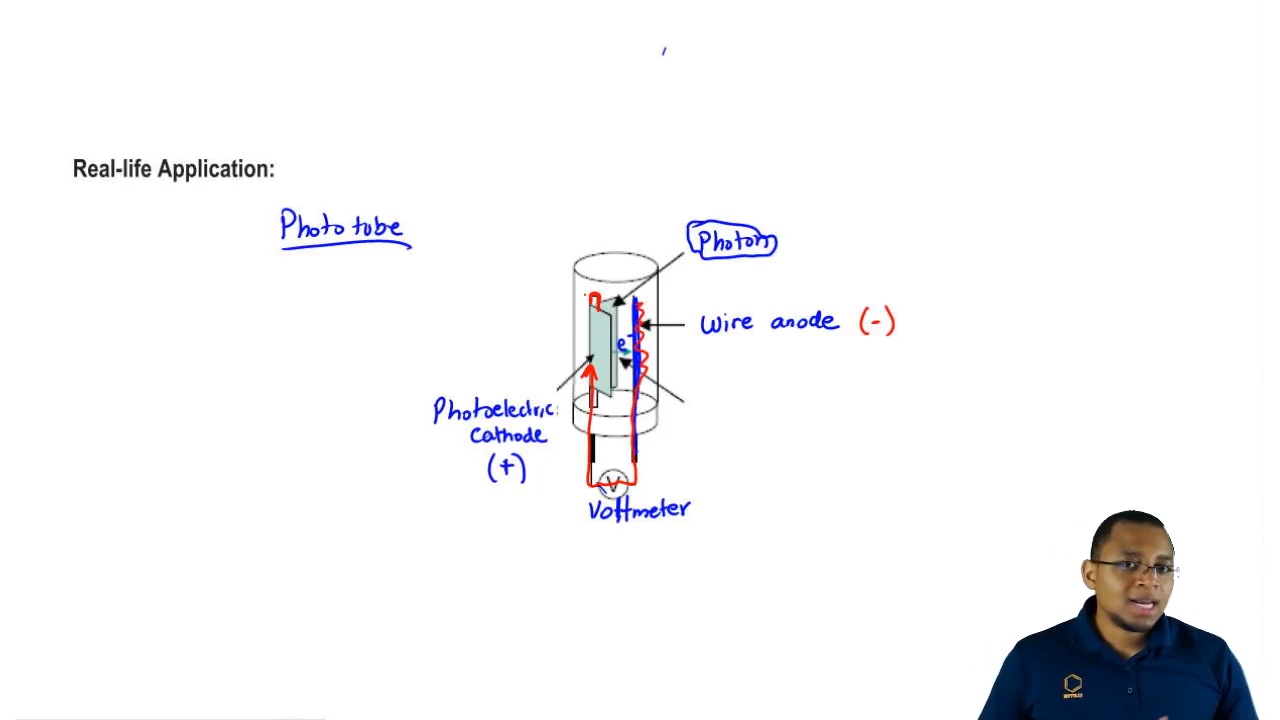 Real-life Application:
Phototube
Photon
Wire anode (-)
e-
Photoelectric
Cathode
(+)
V
Voltmeter